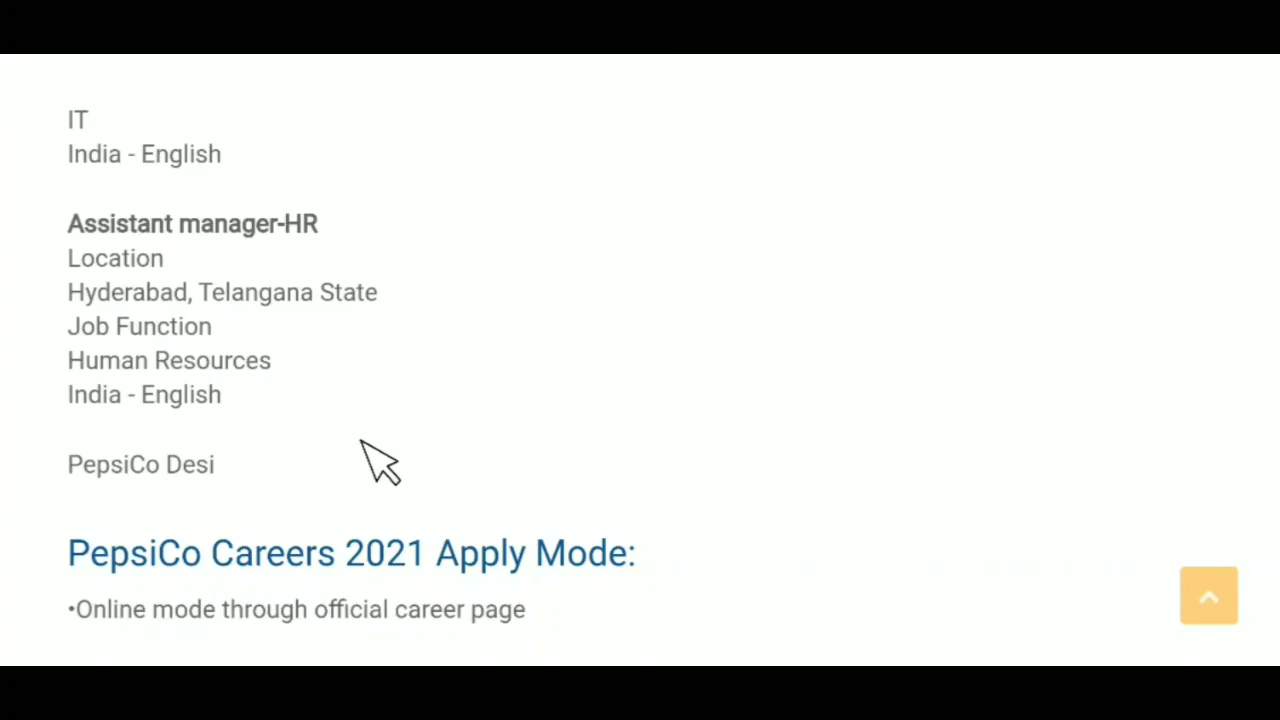 IT
India - English
Assistant manager-HR
Location
Hyderabad, Telangana State
Job Function
Human Resources
India - English
PepsiCo Desi
PepsiCo Careers 2021 Apply Mode:
•Online mode through official career page